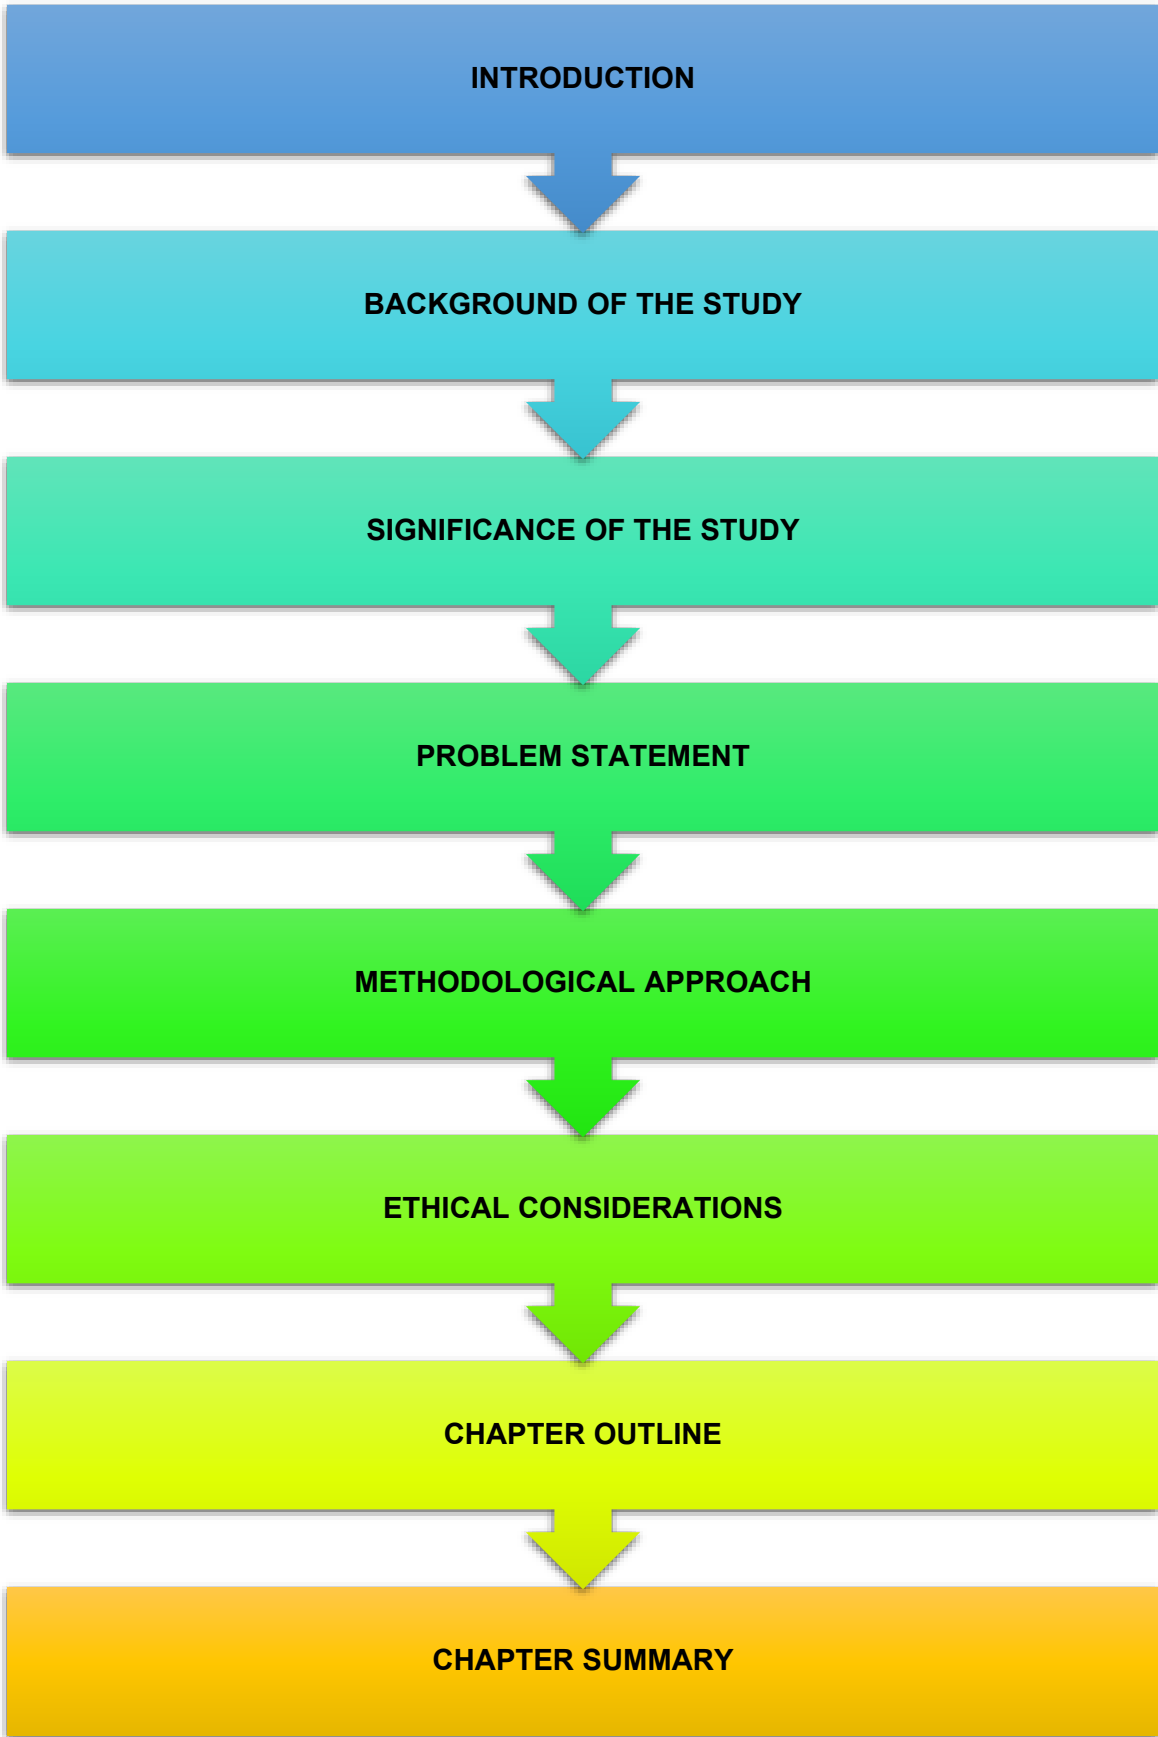 INTRODUCTION
BACKGROUND OF THE STUDY
SIGNIFICANCE OF THE STUDY
PROBLEM STATEMENT
METHODOLOGICAL APPROACH
ETHICAL CONSIDERATIONS
CHAPTER OUTLINE
CHAPTER SUMMARY